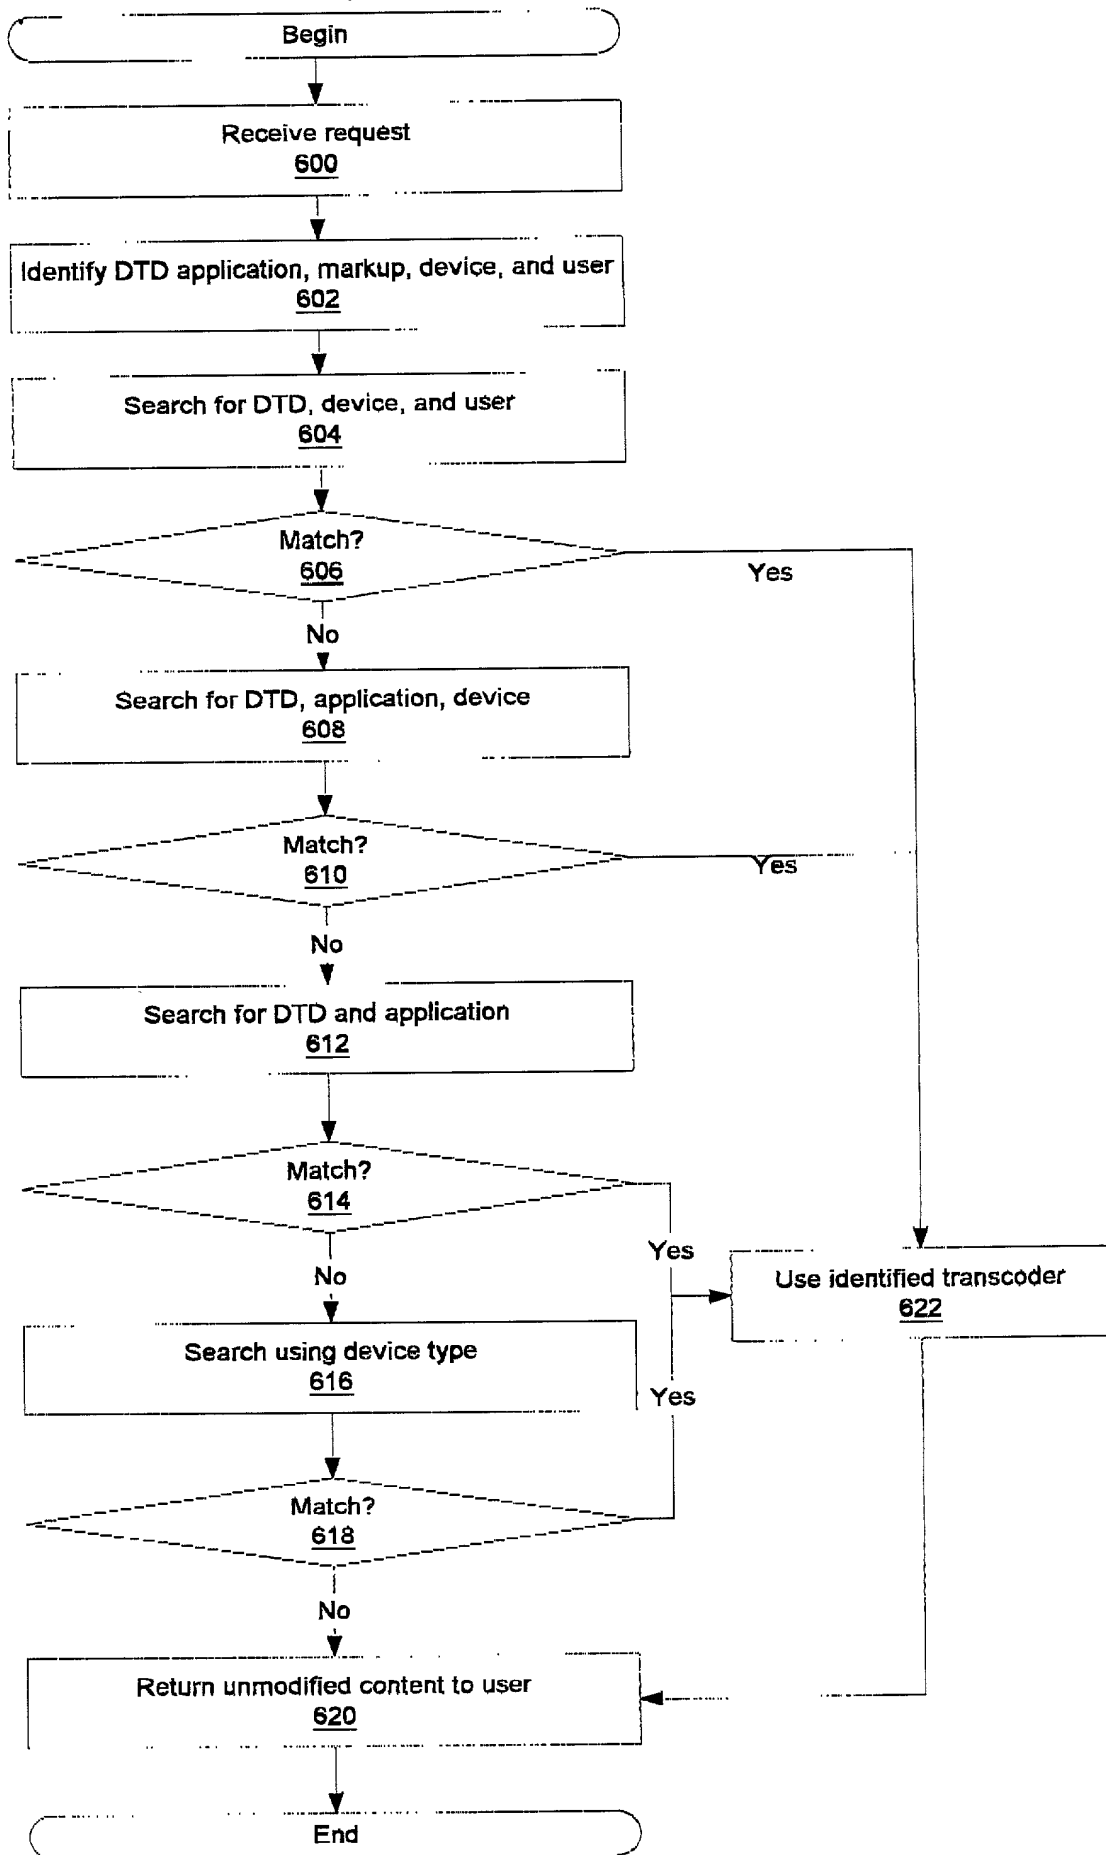 Begin
Receive request
600
Identify DTD application, markup, device, and user
602
Search for DTD, device, and user
604
Match?
606
Yes
No
Search for DTD, application, device
608
Match?
610
Yes
No
Search for DTD and application
612
Match?
614
Yes
No
Use identified transcoder
622
Search using device type
616
Yes
Match?
618
No
Return unmodified content to user
620
End